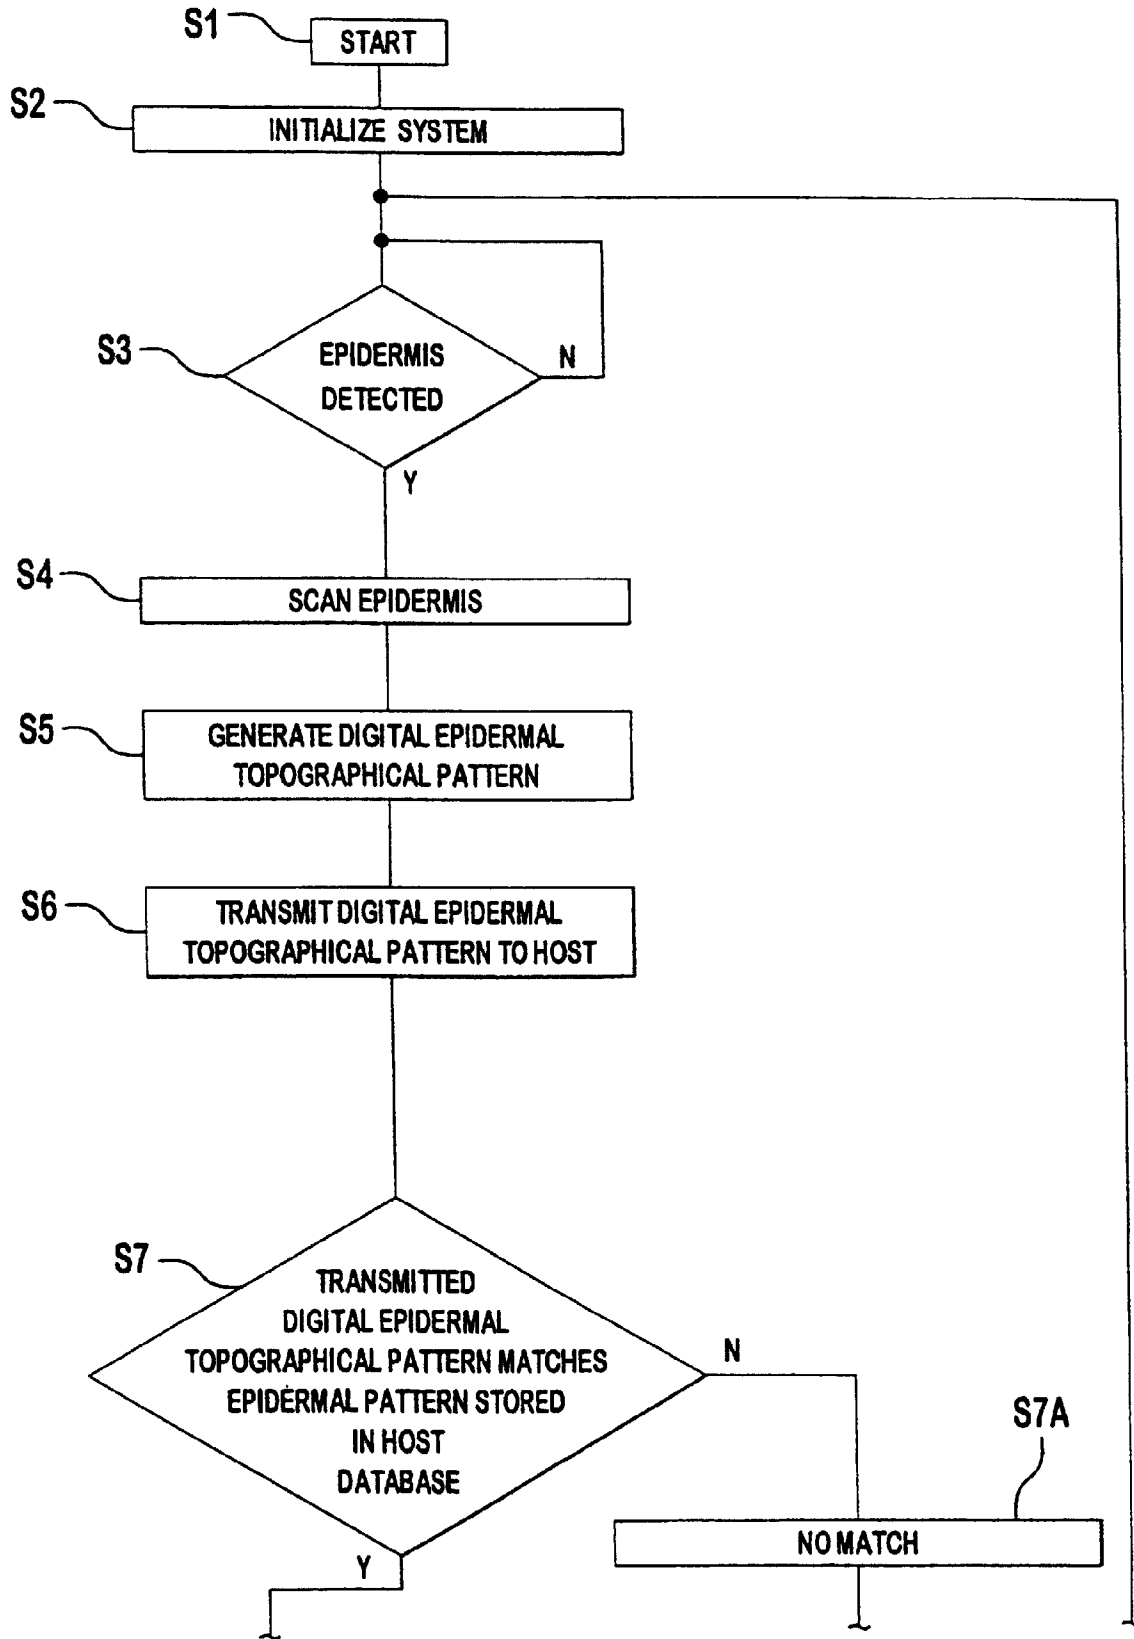 S1
START
S2
INITIALIZE SYSTEM
S3
EPIDERMIS
DETECTED
N
Y
S4
SCAN EPIDERMIS
S5
GENERATE DIGITAL EPIDERMAL
TOPOGRAPHICAL PATTERN
S6
TRANSMIT DIGITAL EPIDERMAL
TOPOGRAPHICAL PATTERN TO HOST
S7
TRANSMITTED
DIGITAL EPIDERMAL
TOPOGRAPHICAL PATTERN MATCHES
EPIDERMAL PATTERN STORED
IN HOST
DATABASE
N
Y
S7A
NO MATCH